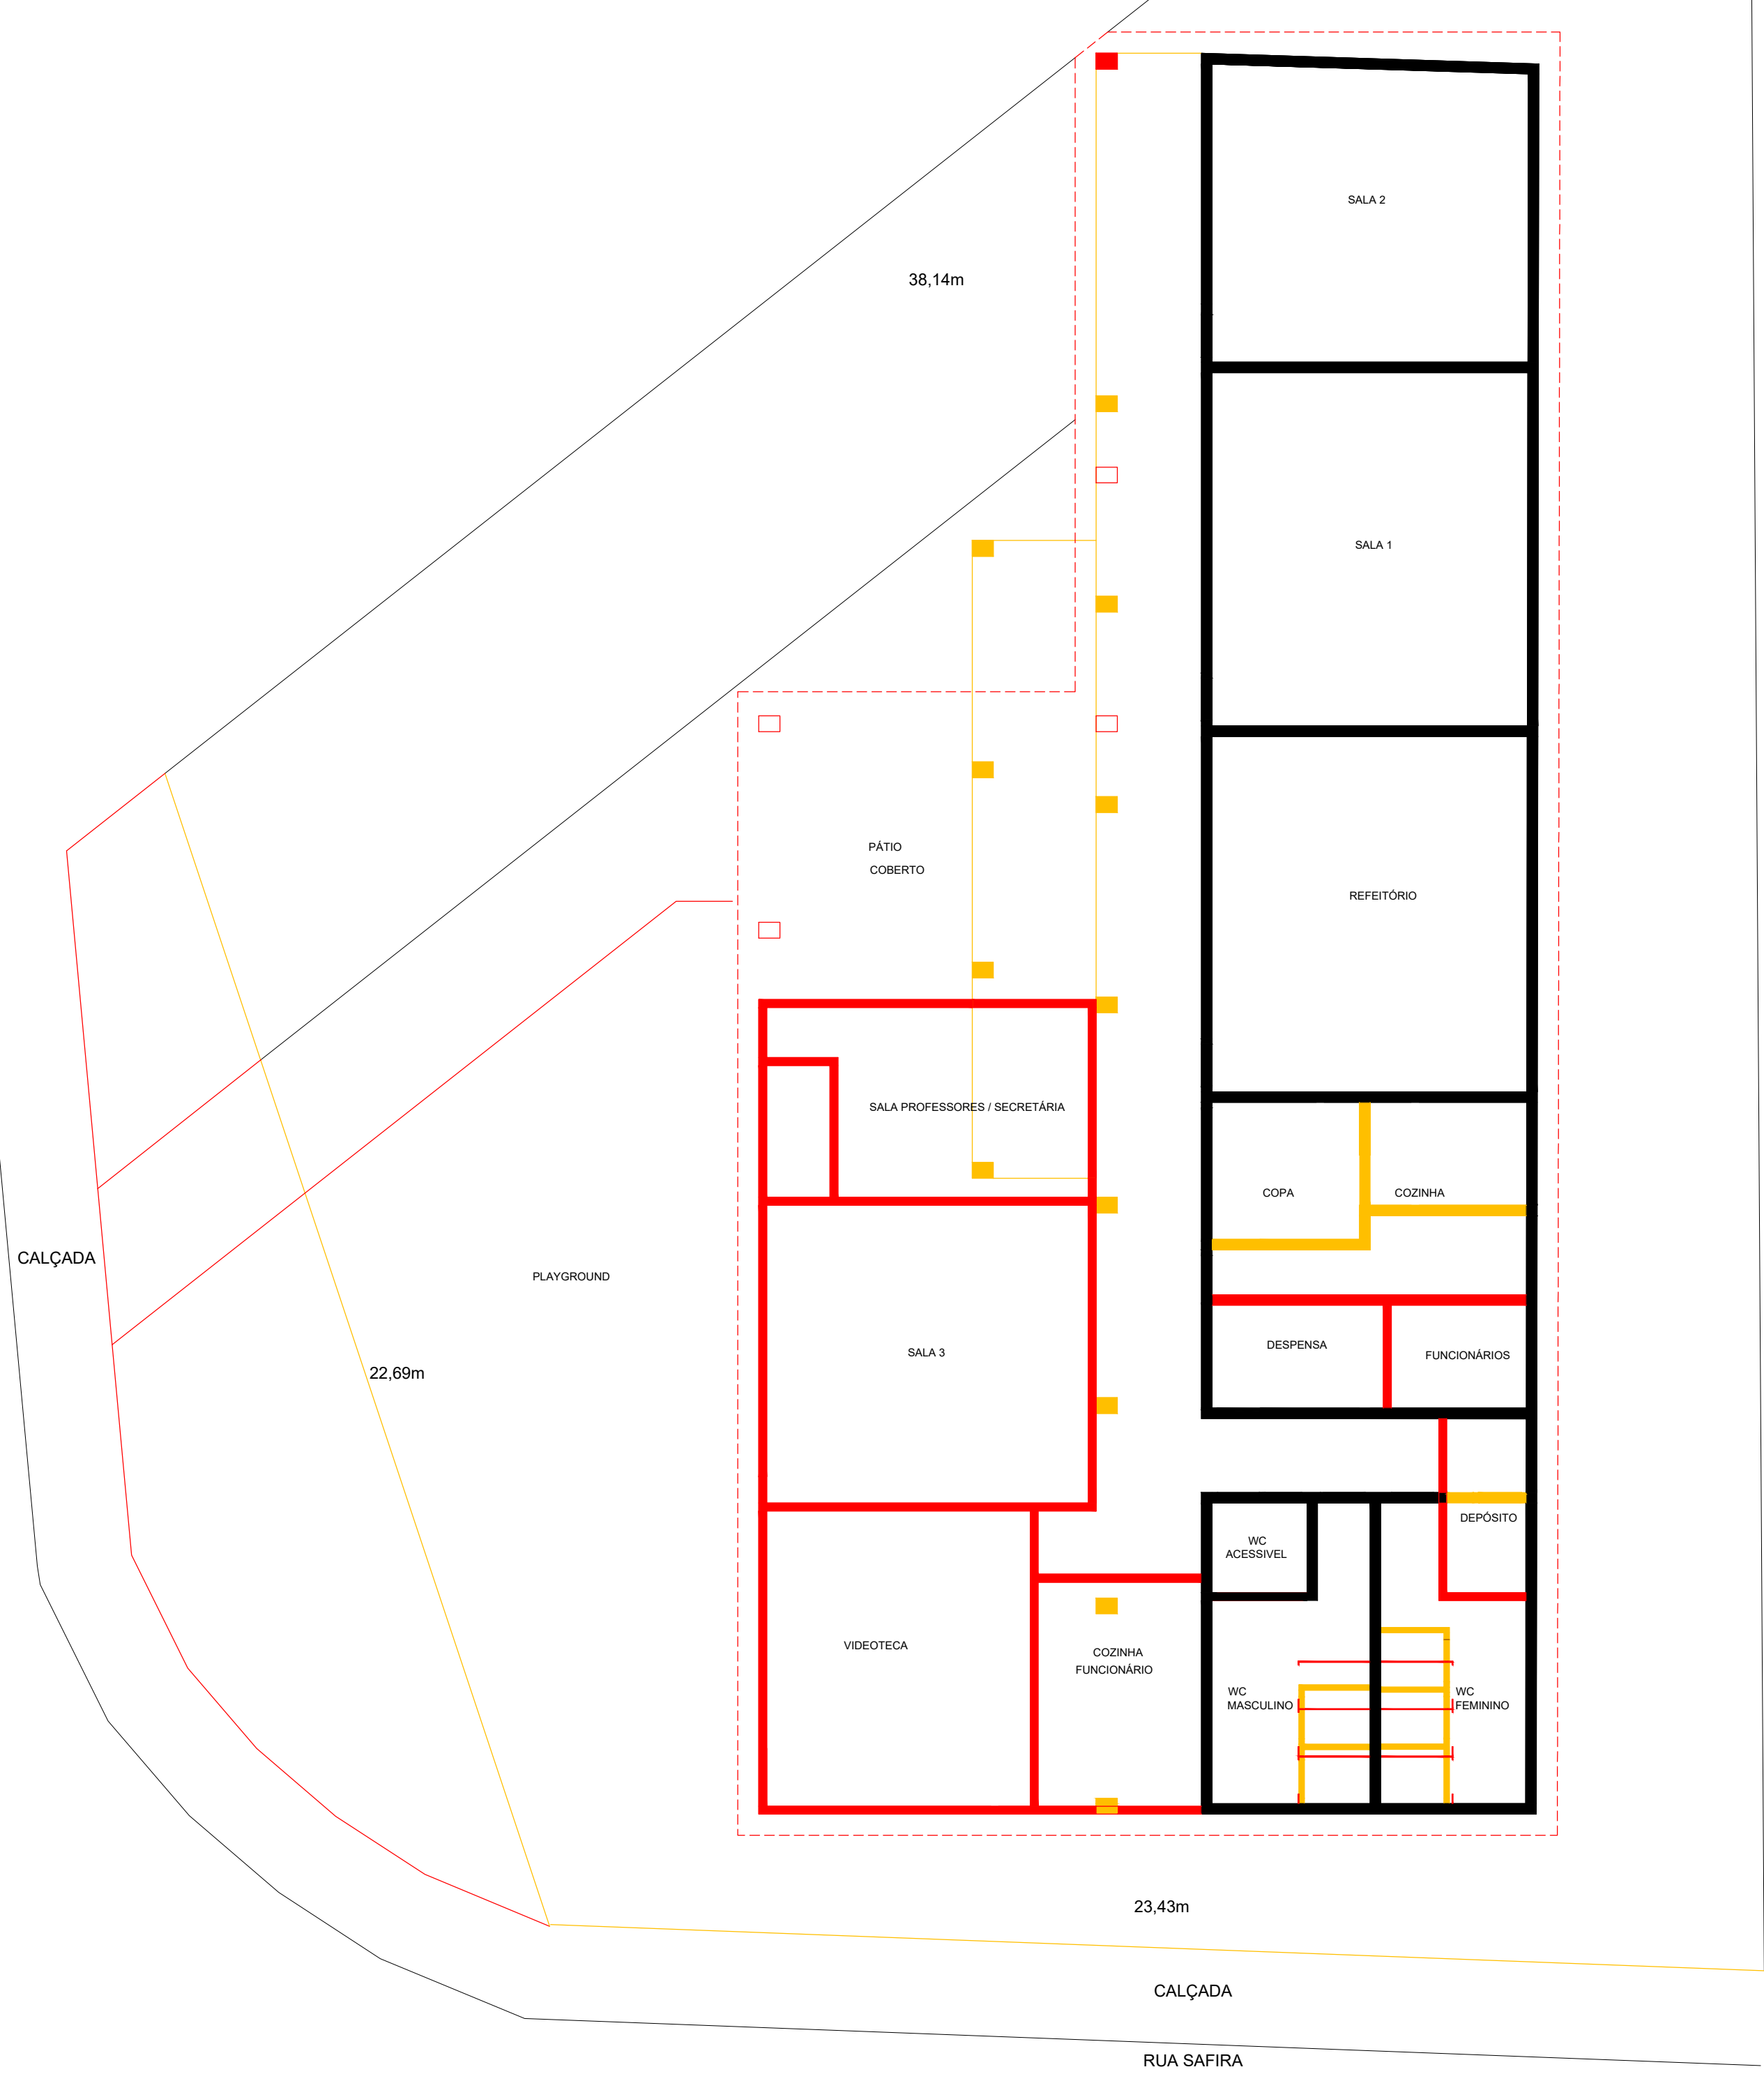 SALA 2
38,14m
SALA 1
PÁTIO
COBERTO
REFEITÓRIO
SALA PROFESSORES / SECRETÁRIA
COPA
COZINHA
CALÇADA
PLAYGROUND
SALA 3
DESPENSA
FUNCIONÁRIOS
22,69m
DEPÓSITO
WC
ACESSIVEL
VIDEOTECA
COZINHA
FUNCIONÁRIO
WC
MASCULINO
WC
FEMININO
23,43m
CALÇADA
RUA SAFIRA